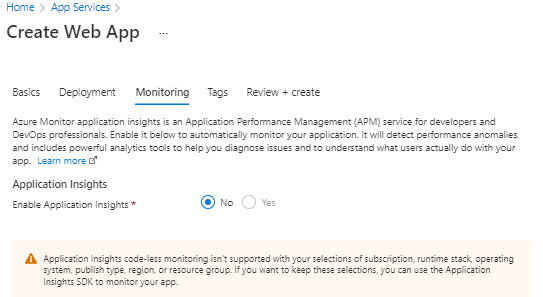 Home > App Services >
Create Web App ...
Basics Deployment Monitoring Tags Review + create
Azure Monitor application insights is an Application Performance Management (APM) service for developers and
DevOps professionals. Enable it below to automatically monitor your application. It will detect performance anomalies,
and includes powerful analytics tools to help you diagnose issues and to understand what users actually do with your
app. Learn more
Application Insights
Enable Application Insights * No Yes
Application Insights code-less monitoring isn't supported with your selections of subscription, runtime stack, operating
system, publish type, region, or resource group. If you want to keep these selections, you can use the Application
Insights SDK to monitor your app.